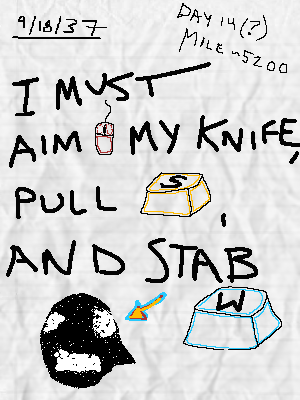 9/18/37
DAY 14(?)
MILE ~5200
I MUST
AIM MY KNIFE,
PULL S,
AND STAB
W